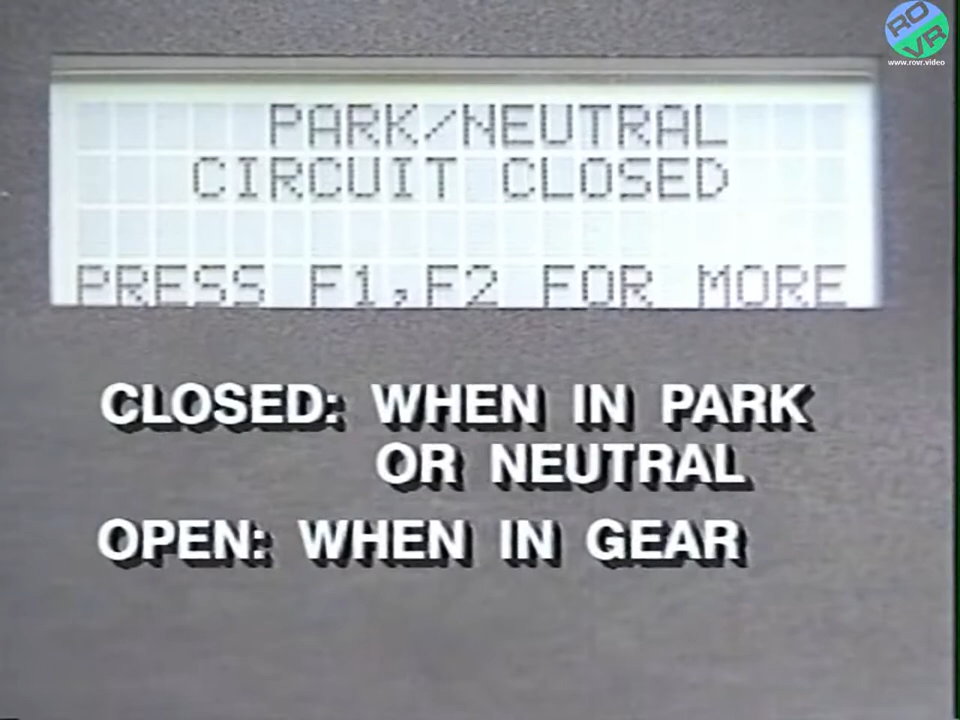 RO
VR
www.rovr.video
PARK/NEUTRAL
CIRCUIT CLOSED
PRESS F1,F2 FOR MORE
CLOSED: WHEN IN PARK
OR NEUTRAL
OPEN: WHEN IN GEAR